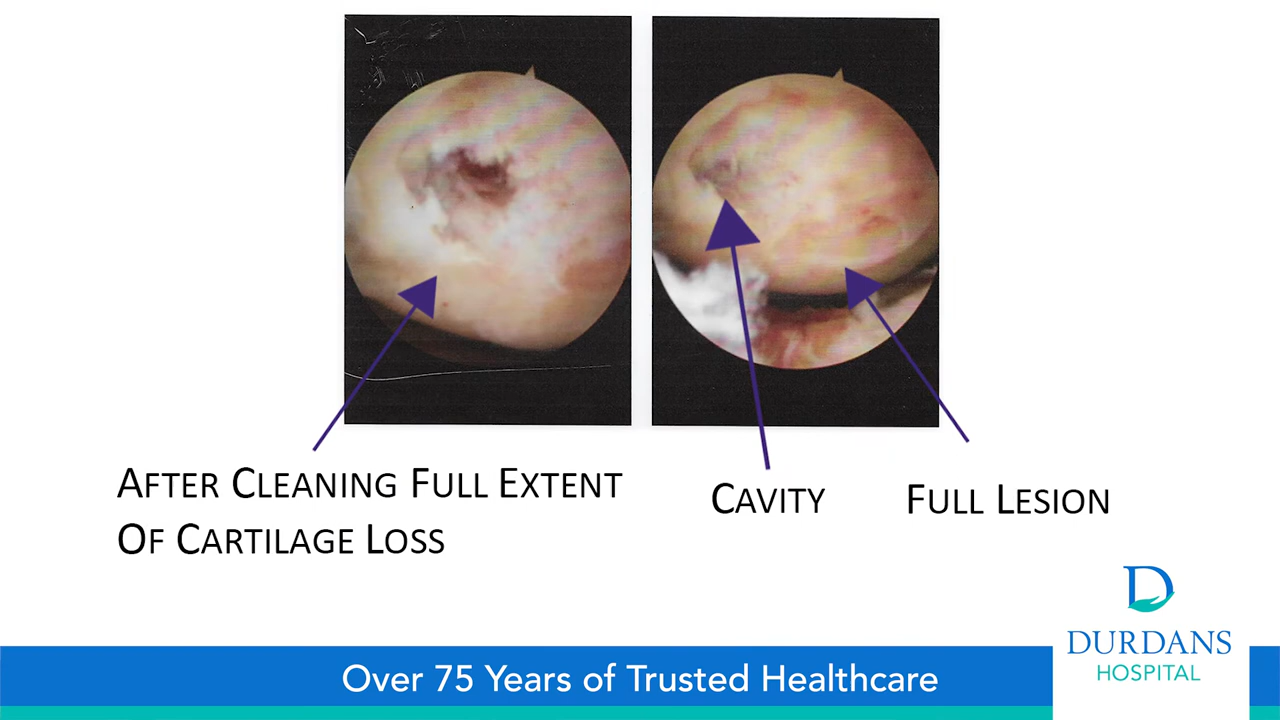 After Cleaning Full Extent
Of Cartilage Loss
Cavity
Full Lesion
DURDANS
HOSPITAL
Over 75 Years of Trusted Healthcare